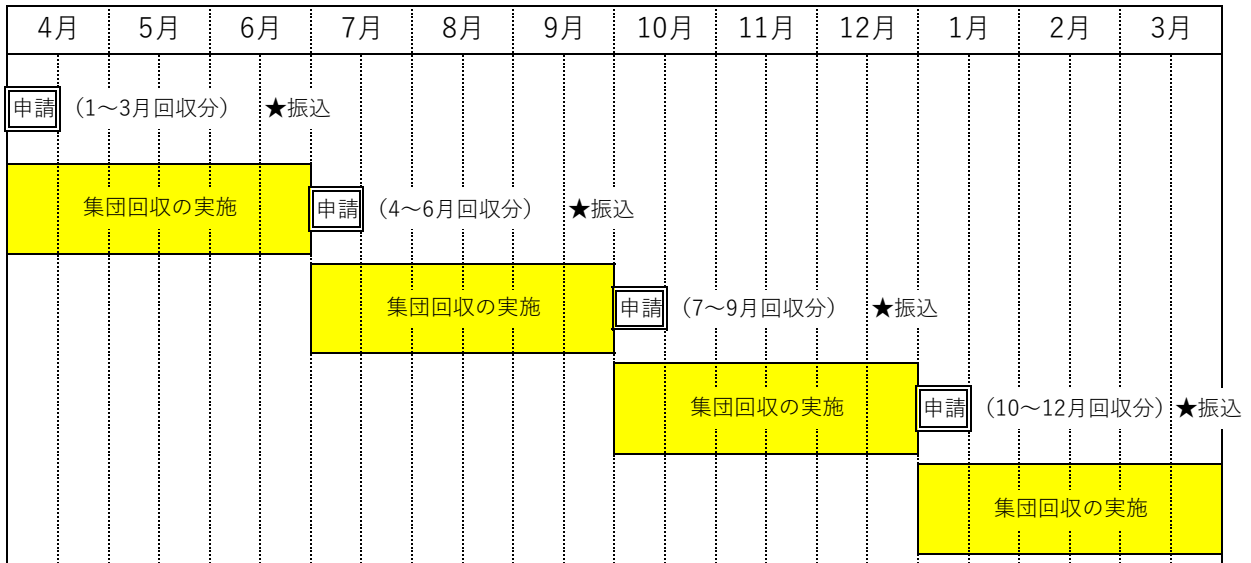 4月 5月 6月 7月 8月 9月 10月 11月 12月 1月 2月 3月
申請 （1～3月回収分） ★振込
集団回収の実施 申請 （4～6月回収分） ★振込
集団回収の実施 申請 （7～9月回収分） ★振込
集団回収の実施 申請 （10～12月回収分）★振込
集団回収の実施